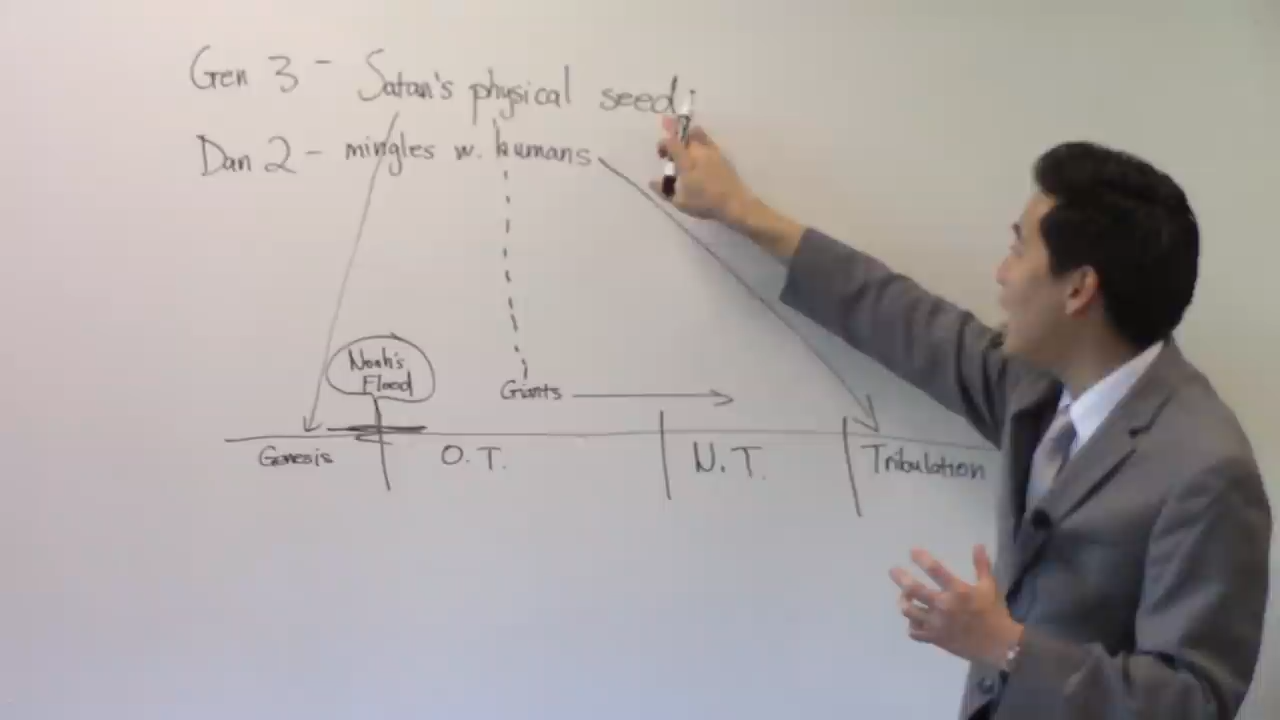 Gen 3 - Satan's physical seed
Dan 2 - mingles w. humans
Noah's
Flood
Giants
Genesis
O.T.
N.T.
Tribulation